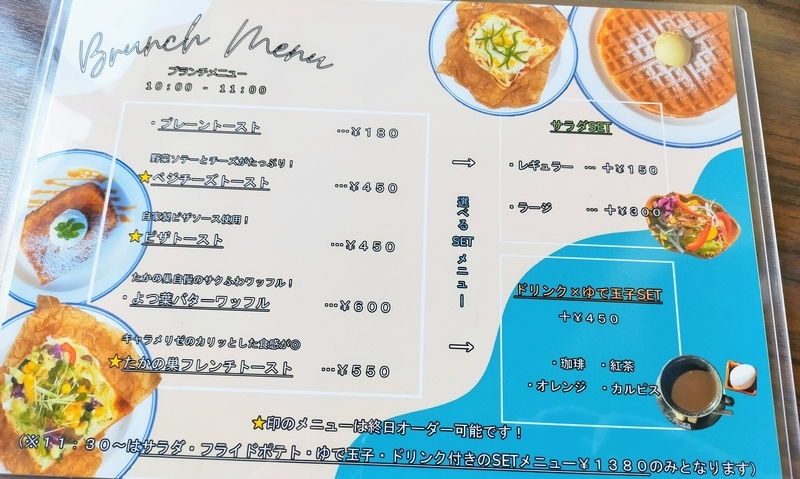 Brunch Menu
ブランチメニュー
10:00 - 11:00
・プレーントースト …¥180
野菜ソテーとチーズがたっぷり！
★ベジチーズトースト …¥450
自家製ピザソース使用！
★ピザトースト …¥450
たかの巣自慢のサクふわワッフル！
・よつ葉バターワッフル …¥600
キャラメリゼのカリッとした食感が◎
★たかの巣フレンチトースト …¥550
→
選べるSETメニュー
→
サラダSET
・レギュラー … +¥150
・ラージ … +¥300
ドリンク×ゆで玉子SET
+¥450
・珈琲 ・紅茶
・オレンジ ・カルピス
★印のメニューは終日オーダー可能です！
(※11：30〜はサラダ・フライドポテト・ゆで玉子・ドリンク付きのSETメニュー¥1380のみとなります)